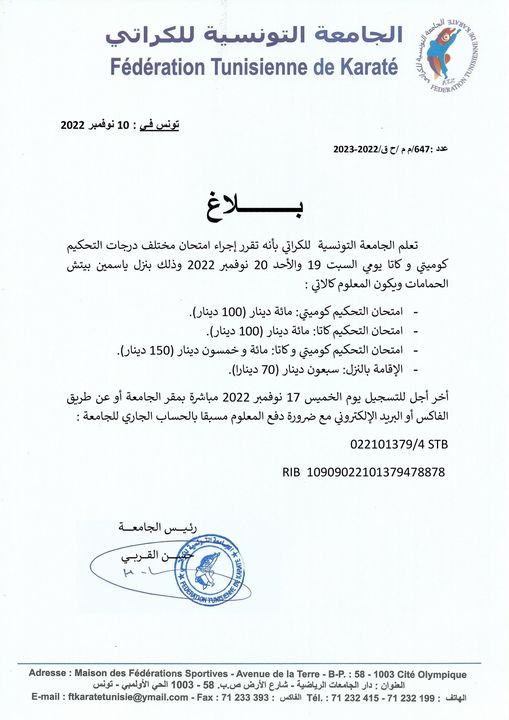 الجامعة التونسية للكراتي
Fédération Tunisienne de Karaté
تونس في : 10 نوفمبر 2022
عدد :647/م م /ح ق/2022-2023
بـــــــلاغ
تعلم الجامعة التونسية للكراتي بأنه تقرر إجراء امتحان مختلف درجات التحكيم
كوميتي و كاتا يومي السبت 19 والأحد 20 نوفمبر 2022 وذلك بنزل ياسمين بيتش
الحمامات ويكون المعلوم كالاتي :
- امتحان التحكيم كوميتي: مائة دينار (100 دينار).
- امتحان التحكيم كاتا: مائة دينار (100 دينار).
- امتحان التحكيم كوميتي و كاتا: مائة و خمسون دينار (150 دينار).
- الإقامة بالنزل: سبعون دينار (70 دينارا).
أخر أجل للتسجيل يوم الخميس 17 نوفمبر 2022 مباشرة بمقر الجامعة أو عن طريق
الفاكس أو البريد الإلكتروني مع ضرورة دفع المعلوم مسبقا بالحساب الجاري للجامعة :
022101379/4 STB
RIB 10909022101379478878
رئيس الجامعـــة
حسن القربي
Adresse : Maison des Fédérations Sportives - Avenue de la Terre - B-P. : 58 - 1003 Cité Olympique
العنوان : دار الجامعات الرياضية - شارع الأرض ص.ب. 58 - 1003 الحي الأولمبي - تونس
E-mail : ftkaratetunisie@ymail.com - Fax : 71 233 393 : الفاكس Tél. : 71 232 415 - 71 232 199 : الهاتف